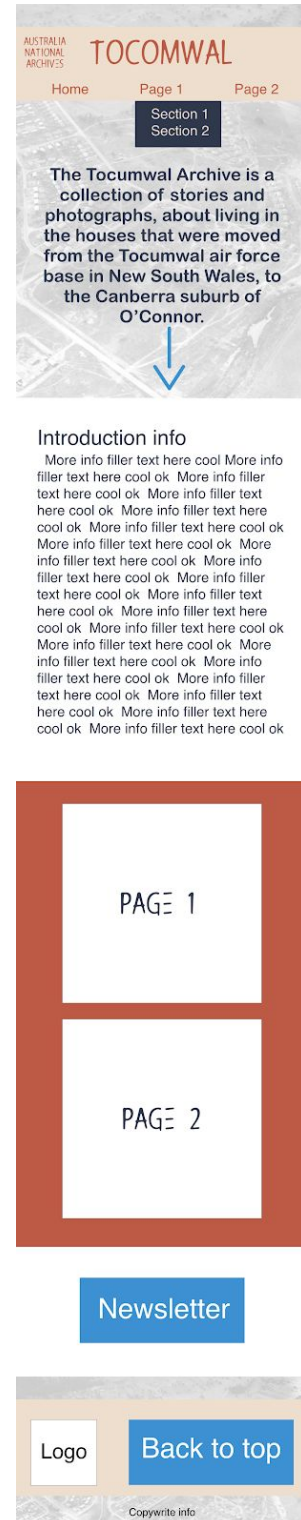 AUSTRALIA
NATIONAL
ARCHIVES
TOCOMWAL
Home Page 1 Page 2
Section 1
Section 2
The Tocumwal Archive is a
collection of stories and
photographs, about living in
the houses that were moved
from the Tocumwal air force
base in New South Wales, to
the Canberra suburb of
O'Connor.
Introduction info
More info filler text here cool More info
filler text here cool ok More info filler
text here cool ok More info filler text
here cool ok More info filler text here
cool ok More info filler text here cool ok
More info filler text here cool ok More
info filler text here cool ok More info
filler text here cool ok More info filler
text here cool ok More info filler text
here cool ok More info filler text here
cool ok More info filler text here cool ok
More info filler text here cool ok More
info filler text here cool ok More info
filler text here cool ok More info filler
text here cool ok More info filler text
here cool ok More info filler text here
cool ok More info filler text here cool ok
PAGE 1
PAGE 2
Newsletter
Logo
Back to top
Copywrite info